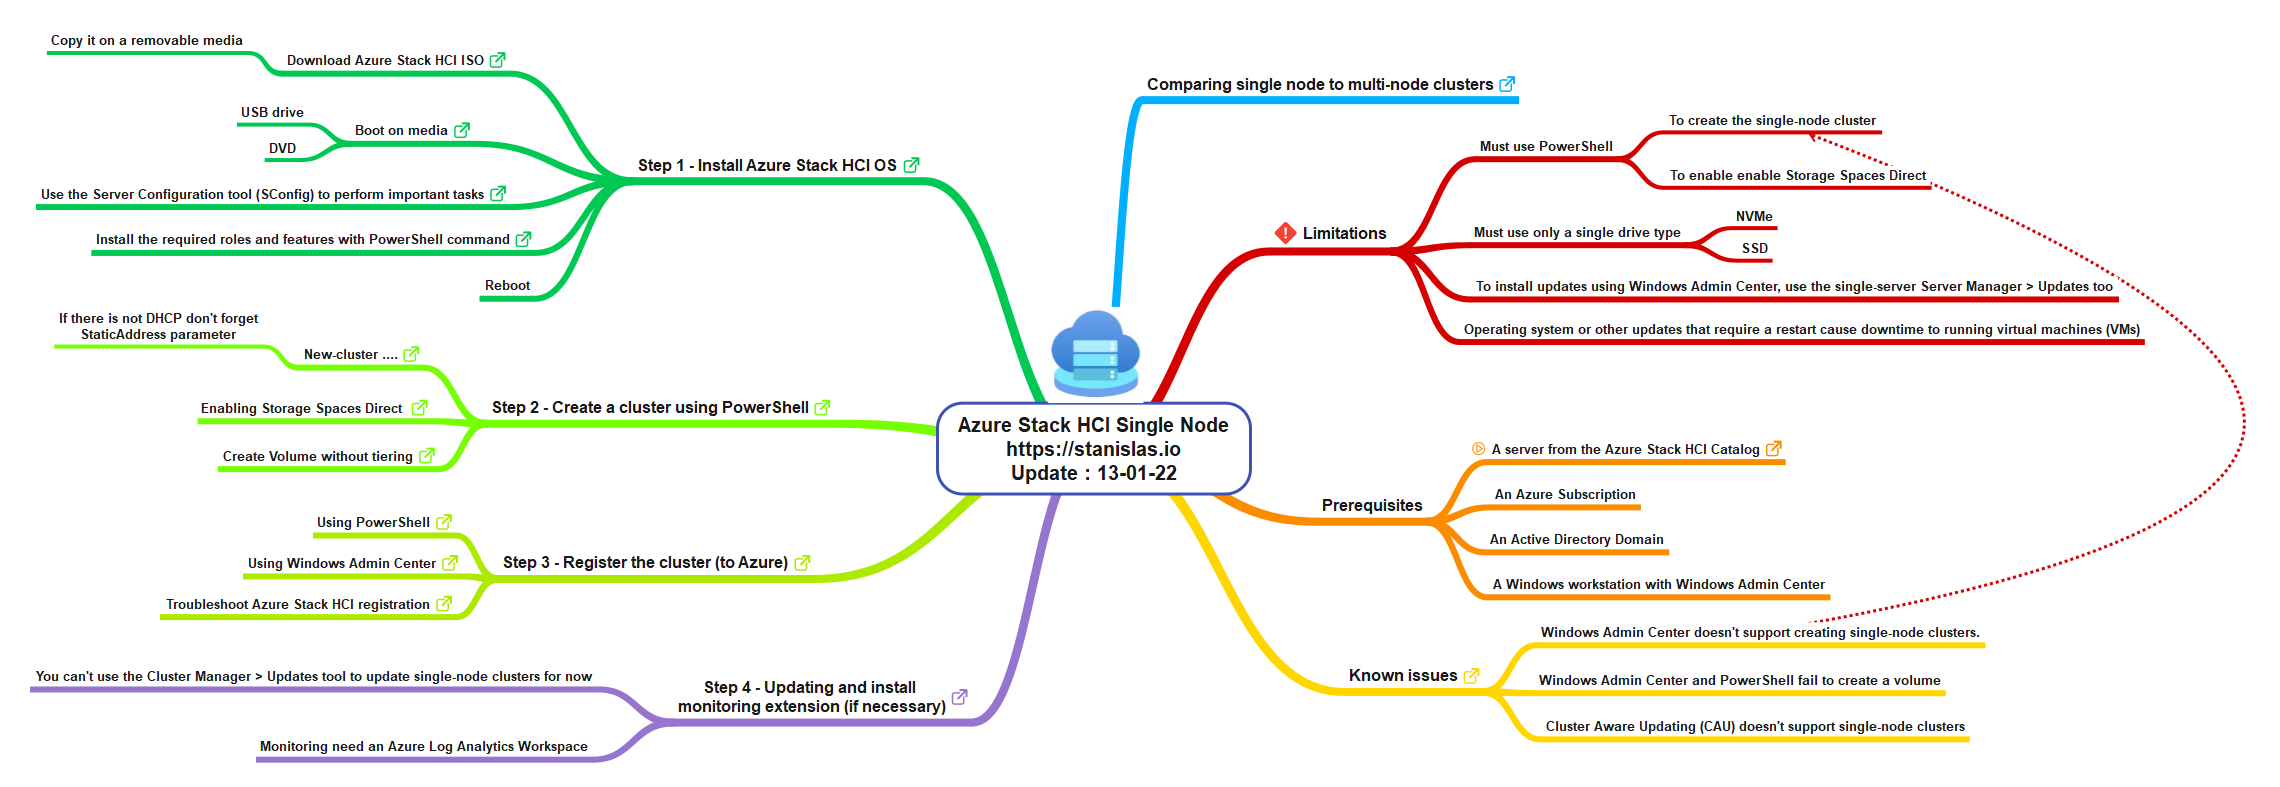 Copy it on a removable media
Download Azure Stack HCI ISO
USB drive
Boot on media
DVD
Step 1 - Install Azure Stack HCI OS
Use the Server Configuration tool (SConfig) to perform important tasks
Install the required roles and features with PowerShell command
Reboot
If there is not DHCP don't forget
StaticAddress parameter
New-cluster ....
Enabling Storage Spaces Direct
Step 2 - Create a cluster using PowerShell
Create Volume without tiering
Using PowerShell
Using Windows Admin Center
Step 3 - Register the cluster (to Azure)
Troubleshoot Azure Stack HCI registration
You can't use the Cluster Manager > Updates tool to update single-node clusters for now
Step 4 - Updating and install
monitoring extension (if necessary)
Monitoring need an Azure Log Analytics Workspace
Azure Stack HCI Single Node
https://stanislas.io
Update : 13-01-22
Comparing single node to multi-node clusters
Limitations
Must use PowerShell
To create the single-node cluster
To enable enable Storage Spaces Direct
Must use only a single drive type
NVMe
SSD
To install updates using Windows Admin Center, use the single-server Server Manager > Updates too
Operating system or other updates that require a restart cause downtime to running virtual machines (VMs)
Prerequisites
A server from the Azure Stack HCI Catalog
An Azure Subscription
An Active Directory Domain
A Windows workstation with Windows Admin Center
Known issues
Windows Admin Center doesn't support creating single-node clusters.
Windows Admin Center and PowerShell fail to create a volume
Cluster Aware Updating (CAU) doesn't support single-node clusters